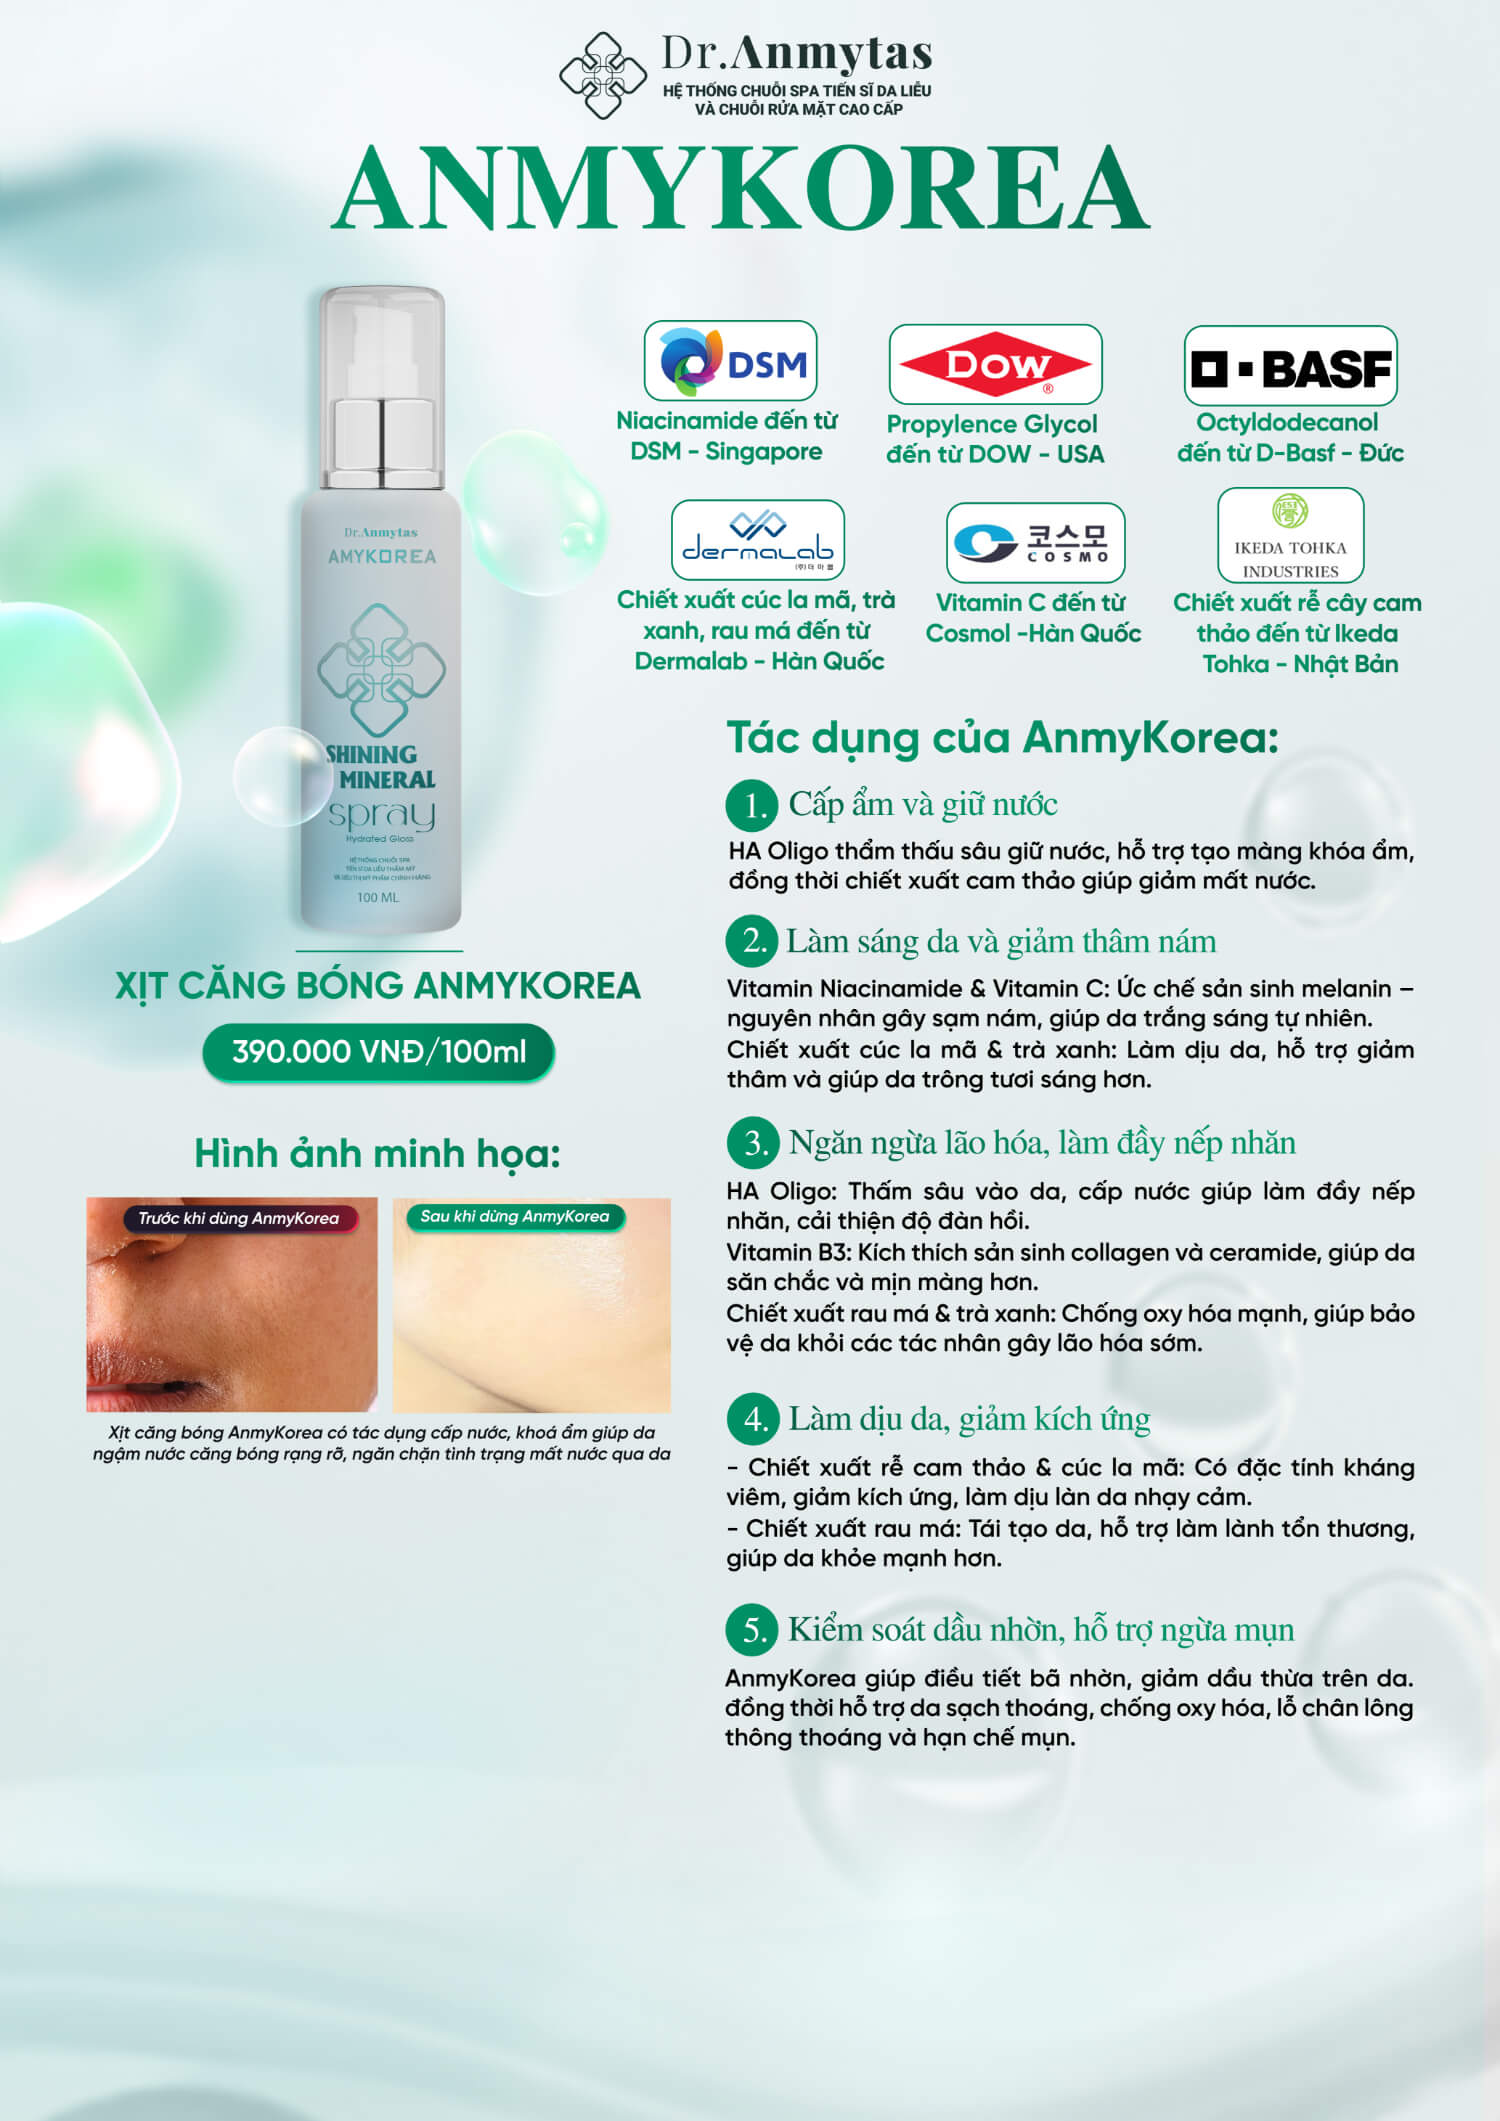 Dr.Anmytas
HỆ THỐNG CHUỖI SPA TIẾN SĨ DA LIỄU
VÀ CHUỖI RỬA MẶT CAO CẤP
ANMYKOREA
DSM
Niacinamide đến từ
DSM - Singapore
DOW
®
Propylence Glycol
đến từ DOW - USA
BASF
Octyldodecanol
đến từ D-Basf - Đức
dermaLab
(주)더마랩
Chiết xuất cúc la mã, trà
xanh, rau má đến từ
Dermalab - Hàn Quốc
코스모
COSMO
Vitamin C đến từ
Cosmol -Hàn Quốc
IKEDA TOHKA
INDUSTRIES
Chiết xuất rễ cây cam
thảo đến từ Ikeda
Tohka - Nhật Bản
Dr.Anmytas
AMYKOREA
SHINING
MINERAL
spray
Hydrated Gloss
HỆ THỐNG CHUỖI SPA
TIẾN SĨ DA LIỄU THẨM MỸ
100 ML
XỊT CĂNG BÓNG ANMYKOREA
390.000 VNĐ/100ml
Hình ảnh minh họa:
Trước khi dùng AnmyKorea
Sau khi dừng AnmyKorea
Xịt căng bóng AnmyKorea có tác dụng cấp nước, khoá ẩm giúp da
ngậm nước căng bóng rạng rỡ, ngăn chặn tình trạng mất nước qua da
Tác dụng của AnmyKorea:
1. Cấp ẩm và giữ nước
HA Oligo thẩm thấu sâu giữ nước, hỗ trợ tạo màng khóa ẩm,
đồng thời chiết xuất cam thảo giúp giảm mất nước.
2. Làm sáng da và giảm thâm nám
Vitamin Niacinamide & Vitamin C: Ức chế sản sinh melanin –
nguyên nhân gây sạm nám, giúp da trắng sáng tự nhiên.
Chiết xuất cúc la mã & trà xanh: Làm dịu da, hỗ trợ giảm
thâm và giúp da trông tươi sáng hơn.
3. Ngăn ngừa lão hóa, làm đầy nếp nhăn
HA Oligo: Thấm sâu vào da, cấp nước giúp làm đầy nếp
nhăn, cải thiện độ đàn hồi.
Vitamin B3: Kích thích sản sinh collagen và ceramide, giúp da
săn chắc và mịn màng hơn.
Chiết xuất rau má & trà xanh: Chống oxy hóa mạnh, giúp bảo
vệ da khỏi các tác nhân gây lão hóa sớm.
4. Làm dịu da, giảm kích ứng
- Chiết xuất rễ cam thảo & cúc la mã: Có đặc tính kháng
viêm, giảm kích ứng, làm dịu làn da nhạy cảm.
- Chiết xuất rau má: Tái tạo da, hỗ trợ làm lành tổn thương,
giúp da khỏe mạnh hơn.
5. Kiểm soát dầu nhờn, hỗ trợ ngừa mụn
AnmyKorea giúp điều tiết bã nhờn, giảm dầu thừa trên da.
đồng thời hỗ trợ da sạch thoáng, chống oxy hóa, lỗ chân lông
thông thoáng và hạn chế mụn.